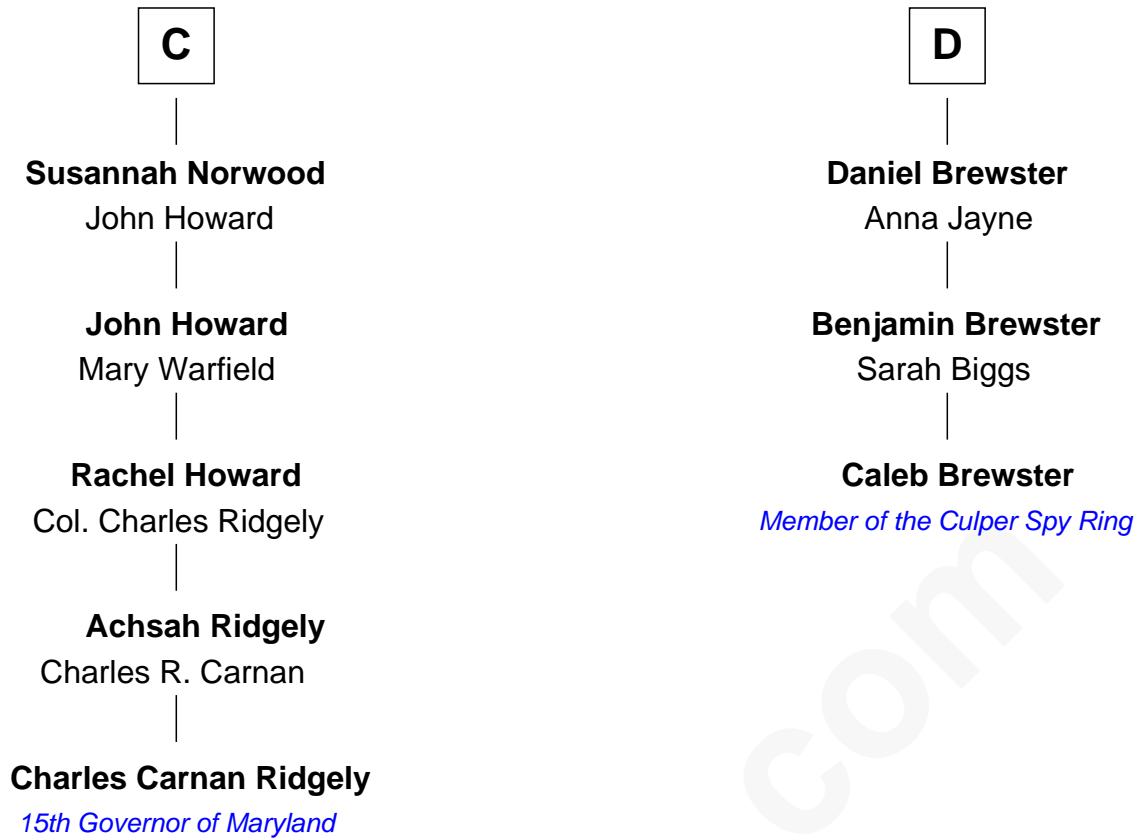 C
Susannah Norwood
John Howard
John Howard
Mary Warfield
Rachel Howard
Col. Charles Ridgely
Achsah Ridgely
Charles R. Carnan
Charles Carnan Ridgely
15th Governor of Maryland
D
Daniel Brewster
Anna Jayne
Benjamin Brewster
Sarah Biggs
Caleb Brewster
Member of the Culper Spy Ring
com